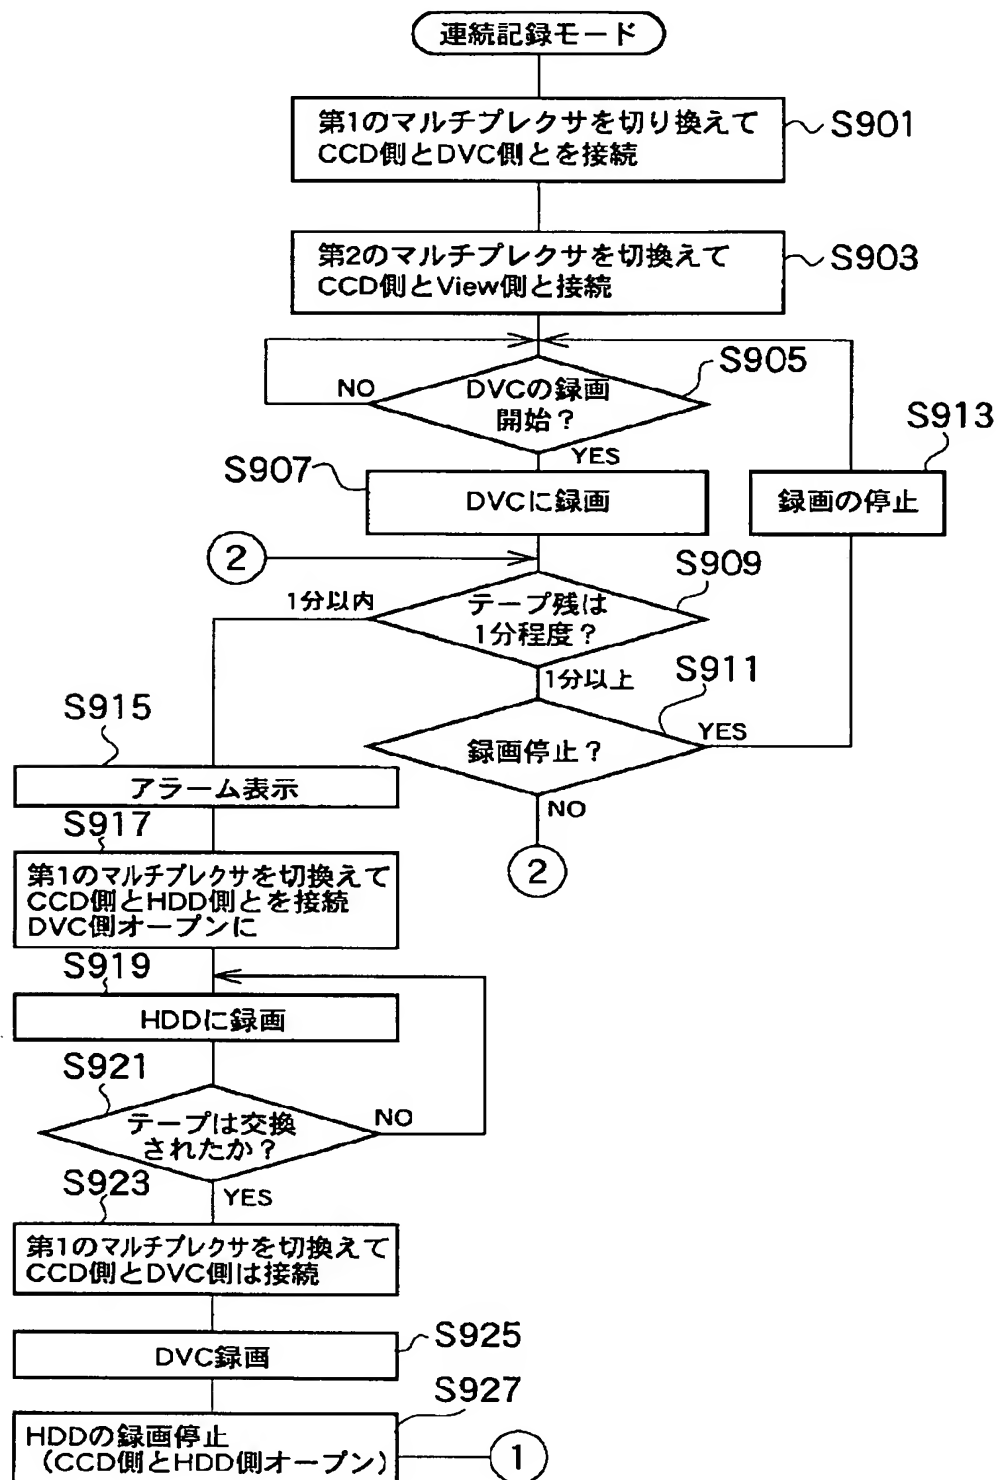 連続記録モード
第1のマルチプレクサを切り換えて
CCD側とDVC側とを接続
S901
第2のマルチプレクサを切換えて
CCD側とView側と接続
S903
S905
NO
DVCの録画
開始?
YES
S913
S907
DVCに録画
録画の停止
2
S909
1分以内
テープ残は
1分程度?
1分以上
S911
S915
録画停止?
YES
アラーム表示
NO
S917
2
第1のマルチプレクサを切換えて
CCD側とHDD側とを接続
DVC側オープンに
S919
HDDに録画
S921
テープは交換
されたか?
NO
S923
YES
第1のマルチプレクサを切換えて
CCD側とDVC側は接続
S925
DVC録画
S927
HDDの録画停止
(CCD側とHDD側オープン)
1